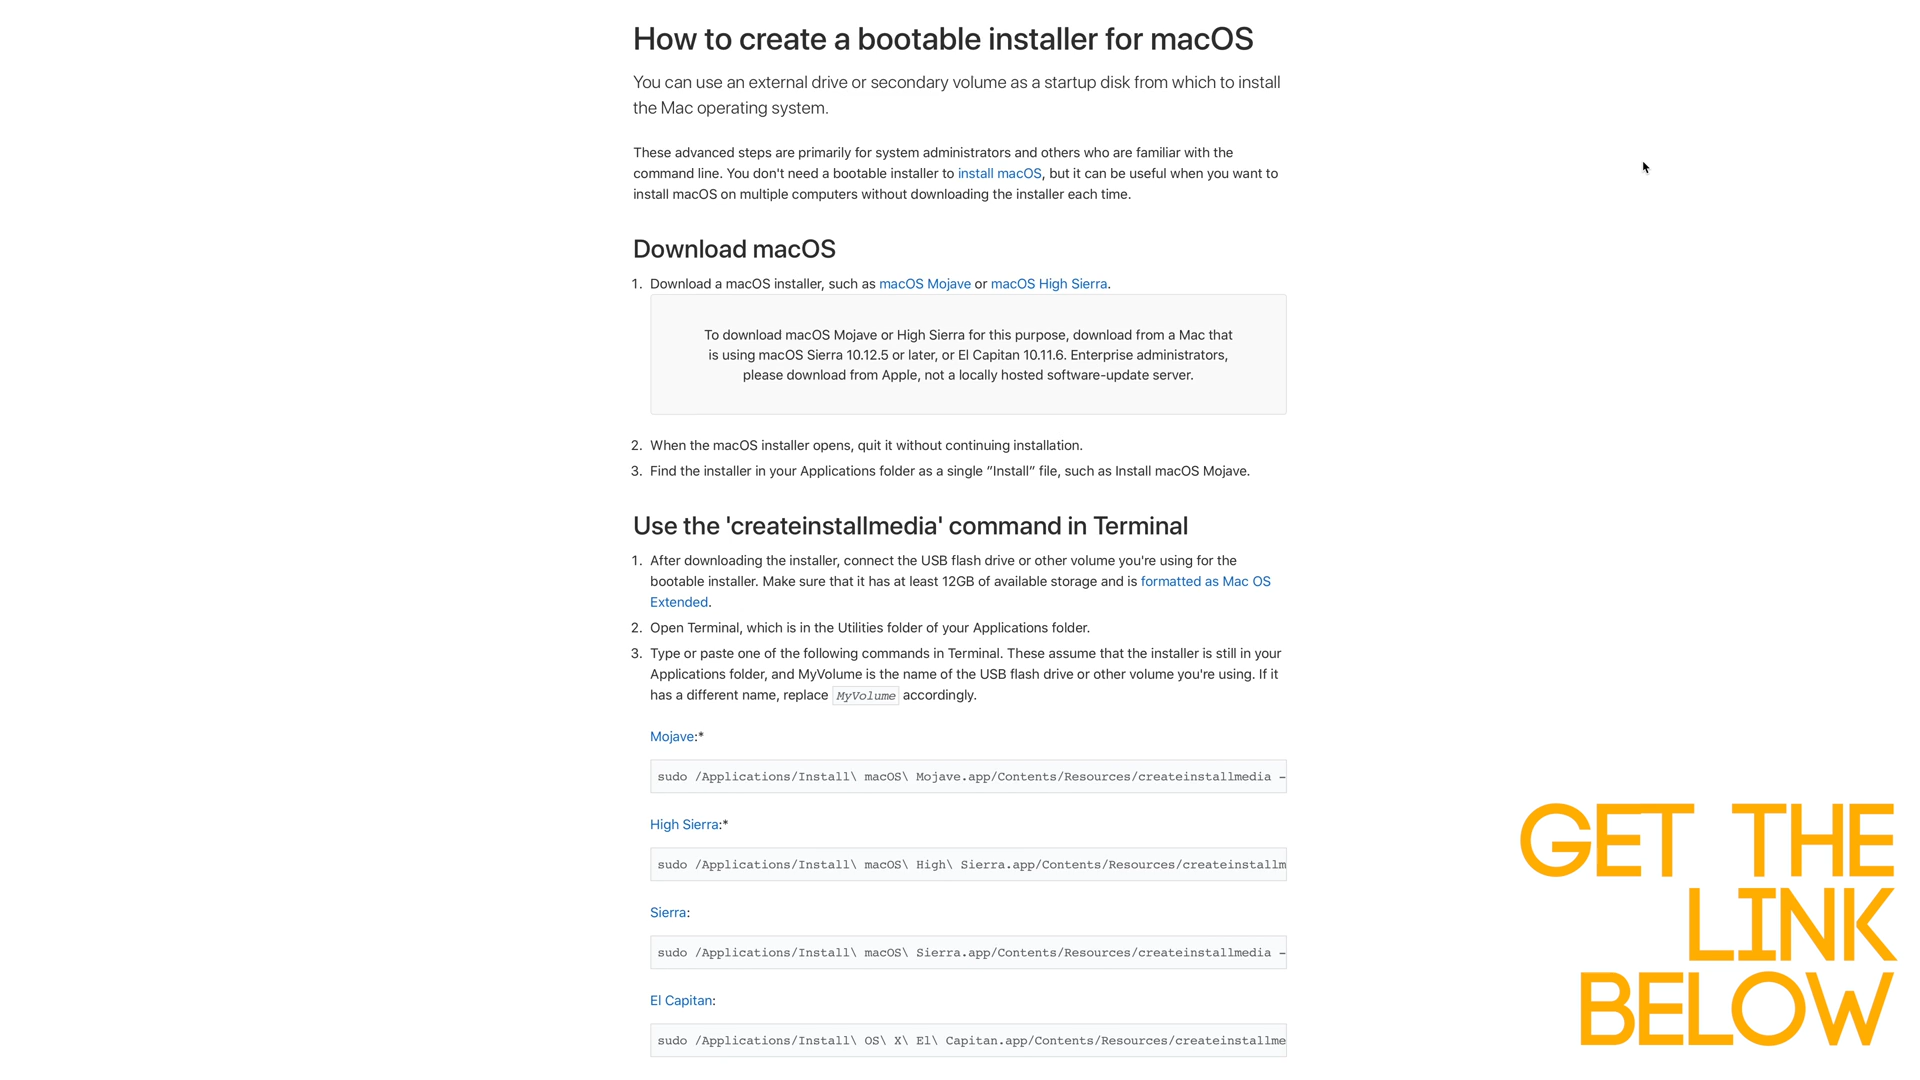 How to create a bootable installer for macOS
You can use an external drive or secondary volume as a startup disk from which to install
the Mac operating system.
These advanced steps are primarily for system administrators and others who are familiar with the
command line. You don't need a bootable installer to install macOS, but it can be useful when you want to
install macOS on multiple computers without downloading the installer each time.
Download macOS
1. Download a macOS installer, such as macOS Mojave or macOS High Sierra.
To download macOS Mojave or High Sierra for this purpose, download from a Mac that
is using macOS Sierra 10.12.5 or later, or El Capitan 10.11.6. Enterprise administrators,
please download from Apple, not a locally hosted software-update server.
2. When the macOS installer opens, quit it without continuing installation.
3. Find the installer in your Applications folder as a single ”Install” file, such as Install macOS Mojave.
Use the 'createinstallmedia' command in Terminal
1. After downloading the installer, connect the USB flash drive or other volume you're using for the
bootable installer. Make sure that it has at least 12GB of available storage and is formatted as Mac OS
Extended.
2. Open Terminal, which is in the Utilities folder of your Applications folder.
3. Type or paste one of the following commands in Terminal. These assume that the installer is still in your
Applications folder, and MyVolume is the name of the USB flash drive or other volume you're using. If it
has a different name, replace MyVolume accordingly.
Mojave:*
sudo /Applications/Install\ macOS\ Mojave.app/Contents/Resources/createinstallmedia -
High Sierra:*
sudo /Applications/Install\ macOS\ High\ Sierra.app/Contents/Resources/createinstallm
Sierra:
sudo /Applications/Install\ macOS\ Sierra.app/Contents/Resources/createinstallmedia -
El Capitan:
sudo /Applications/Install\ OS\ X\ El\ Capitan.app/Contents/Resources/createinstallme
GET THE
LINK
BELOW